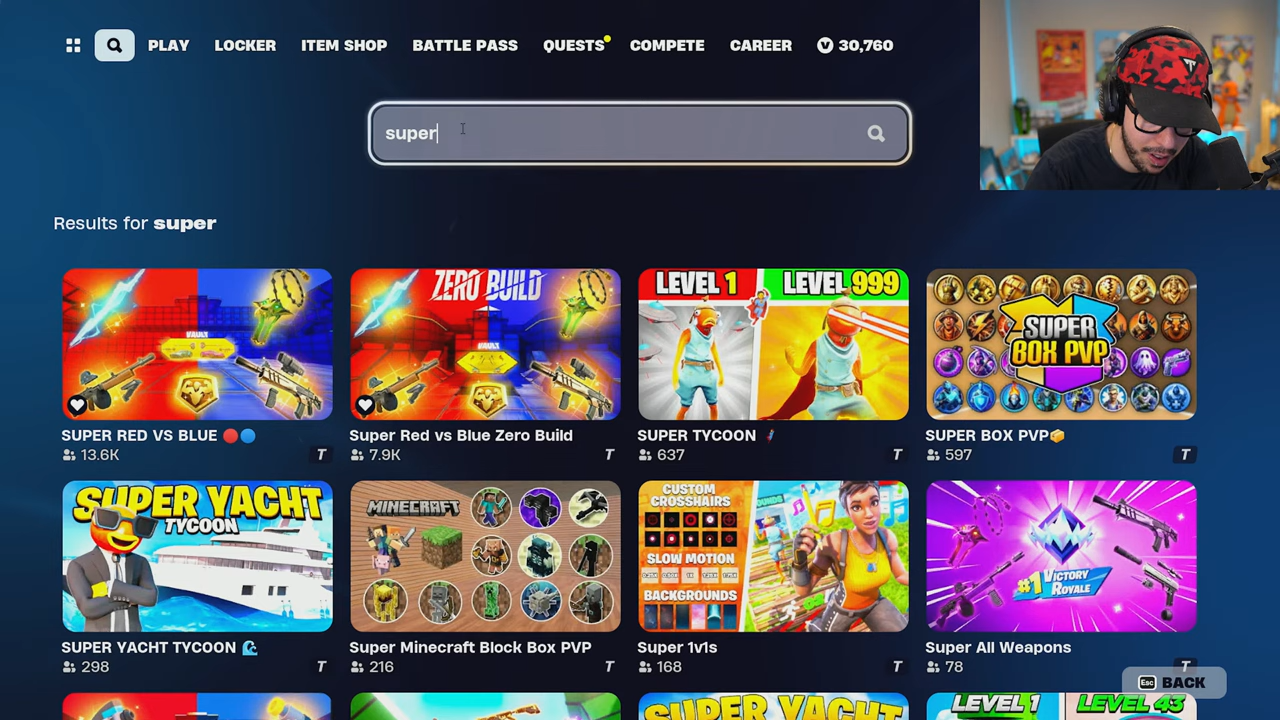 PLAY LOCKER ITEM SHOP BATTLE PASS QUESTS COMPETE CAREER V 30,760
super
Results for super
ZERO BUILD
LEVEL 1 LEVEL 999
SUPER
BOX PVP
VAULT
VAULT
SUPER RED VS BLUE 🔴🔵
13.6K T
Super Red vs Blue Zero Build
7.9K T
SUPER TYCOON
637 T
SUPER BOX PVP📦
597 T
SUPER YACHT
TYCOON
MINECRAFT
CUSTOM
CROSSHAIRS
SLOW MOTION
BACKGROUNDS
#1 VICTORY
ROYALE
SUPER YACHT TYCOON 🌊
298 T
Super Minecraft Block Box PVP
216 T
Super 1v1s
168 T
Super All Weapons
78 T
Esc BACK
SUPER YACHT
LEVEL 1 LEVEL 43